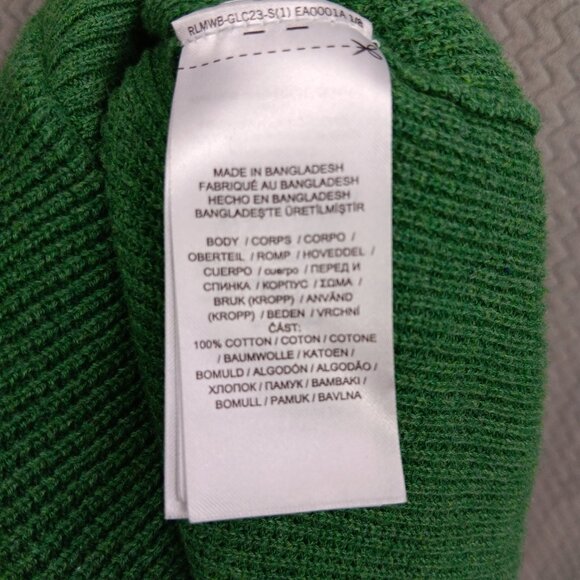 RLMWB-GLC23-S(1) EA0001A 1/8
MADE IN BANGLADESH
FABRIQUÉ AU BANGLADESH
HECHO EN BANGLADESH
BANGLADEŞ'TE ÜRETİLMİŞTİR
BODY / CORPS / CORPO /
OBERTEIL / ROMP / HOVEDDEL /
CUERPO / cuerpo / ПЕРЕД И
СПИНКА / КОРПУС / ΣΩΜΑ /
BRUK (KROPP) / ANVÄND
(KROPP) / BEDEN / VRCHNÍ
ČÁST:
100% COTTON / COTON / COTONE
/ BAUMWOLLE / KATOEN /
BOMULD / ALGODÓN / ALGODÃO /
ХЛОПОК / ПАМУК / ΒΑΜΒΑΚΙ /
BOMULL / PAMUK / BAVLNA